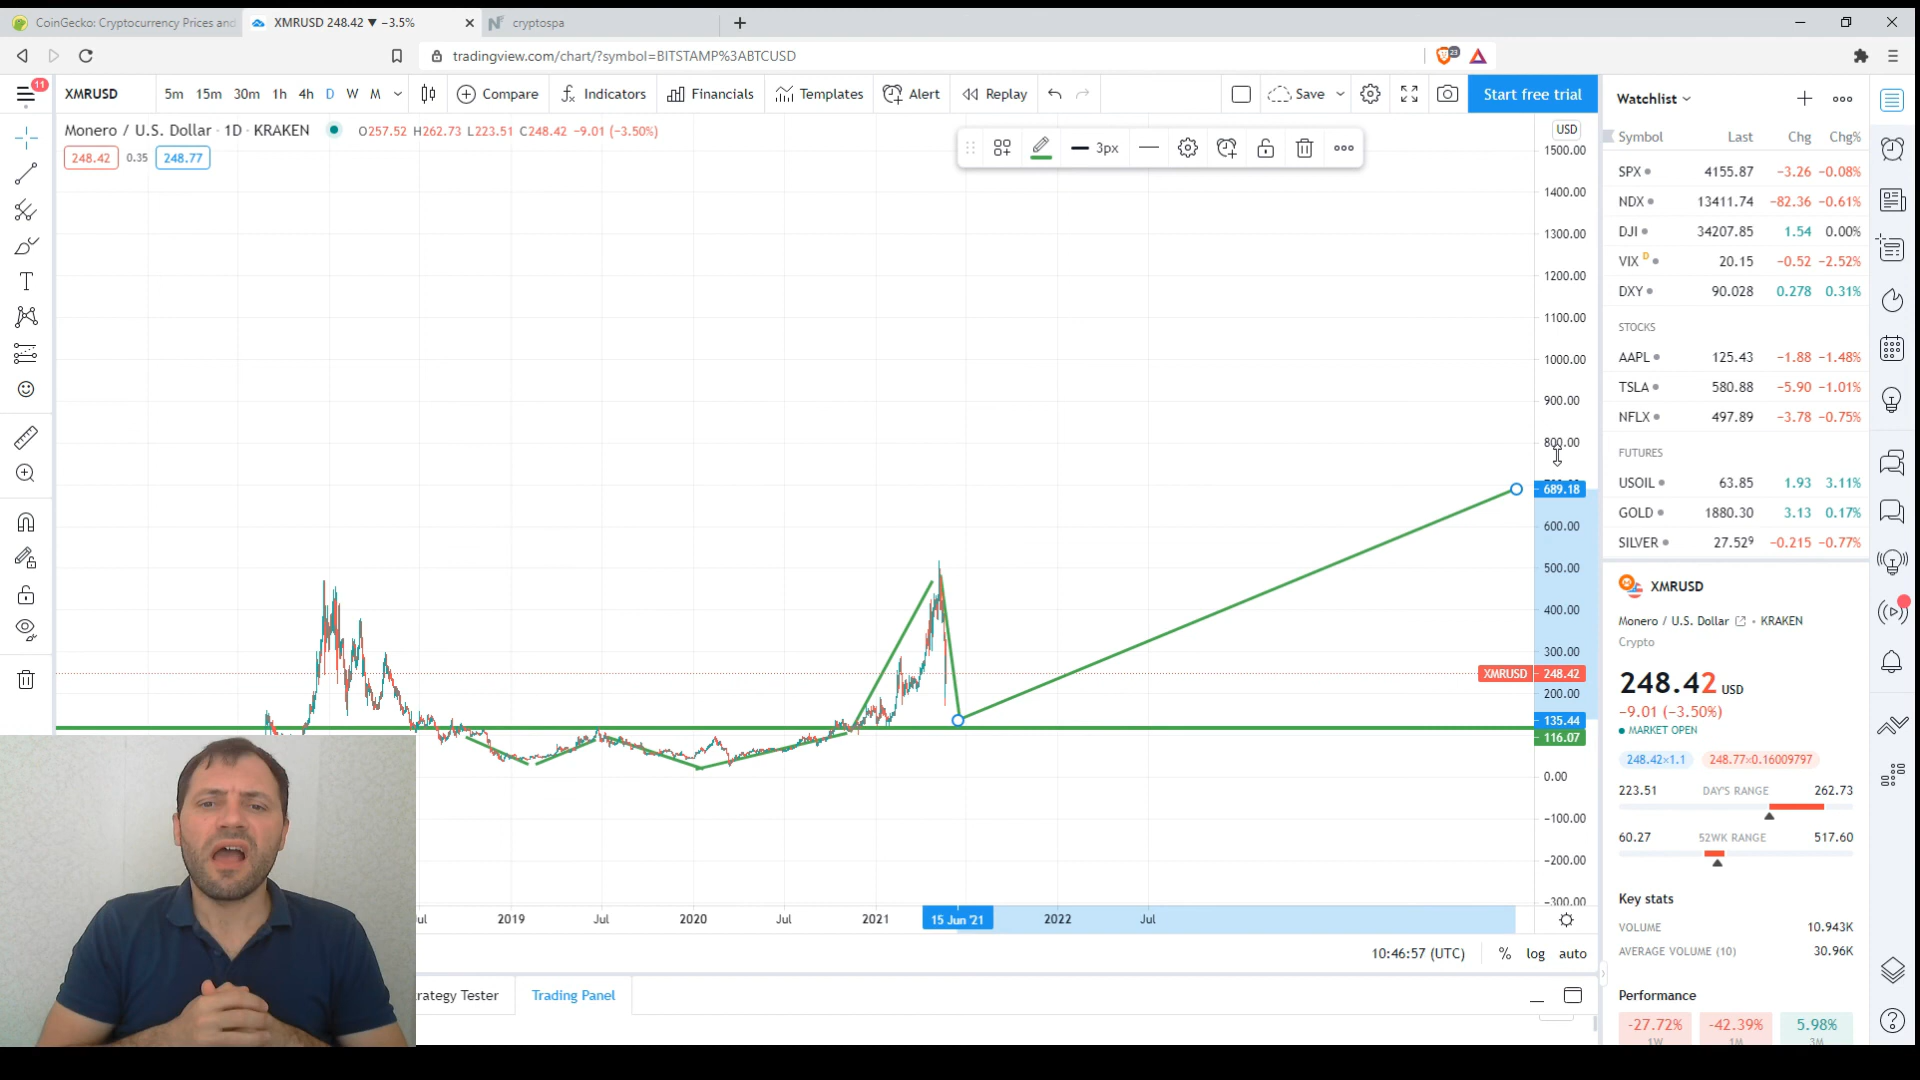 CoinGecko: Cryptocurrency Prices and
XMRUSD 248.42 ▼ −3.5%
cryptospa
tradingview.com/chart/?symbol=BITSTAMP%3ABTCUSD
23
11
XMRUSD
5m 15m 30m 1h 4h D W M
Compare
Indicators
Financials
Templates
Alert
Replay
Save
Start free trial
Monero / U.S. Dollar · 1D · KRAKEN
O257.52 H262.73 L223.51 C248.42 −9.01 (−3.50%)
248.42 0.35 248.77
3px
USD
1500.00
1400.00
1300.00
1200.00
1100.00
1000.00
900.00
800.00
689.18
600.00
500.00
400.00
300.00
XMRUSD 248.42
200.00
135.44
116.07
0.00
−100.00
−200.00
−300.00
2019 Jul 2020 Jul 2021 15 Jun '21 2022 Jul
10:46:57 (UTC) % log auto
rategy Tester
Trading Panel
Watchlist
Symbol Last Chg Chg%
SPX 4155.87 −3.26 −0.08%
NDX 13411.74 −82.36 −0.61%
DJI 34207.85 1.54 0.00%
VIX D 20.15 −0.52 −2.52%
DXY 90.028 0.278 0.31%
STOCKS
AAPL 125.43 −1.88 −1.48%
TSLA 580.88 −5.90 −1.01%
NFLX 497.89 −3.78 −0.75%
FUTURES
USOIL 63.85 1.93 3.11%
GOLD 1880.30 3.13 0.17%
SILVER 27.529 −0.215 −0.77%
XMRUSD
Monero / U.S. Dollar • KRAKEN
Crypto
248.42 USD
−9.01 (−3.50%)
MARKET OPEN
248.42×1.1 248.77×0.16009797
223.51 DAY'S RANGE 262.73
60.27 52WK RANGE 517.60
Key stats
VOLUME 10.943K
AVERAGE VOLUME (10) 30.96K
Performance
-27.72% -42.39% 5.98%
1W 1M 3M